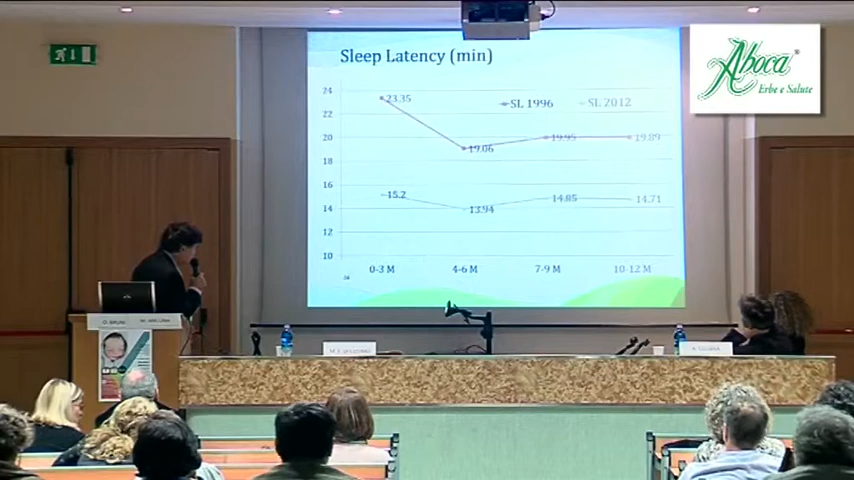 Sleep Latency (min)
Aboca
Erbe e Salute
24
23.35
SL 1996
SL 2012
22
20
19.06
19.95
19.89
18
16
15.2
14.85
14.71
14
13.94
12
10
0-3 M
4-6 M
7-9 M
10-12 M
O. BRUNI